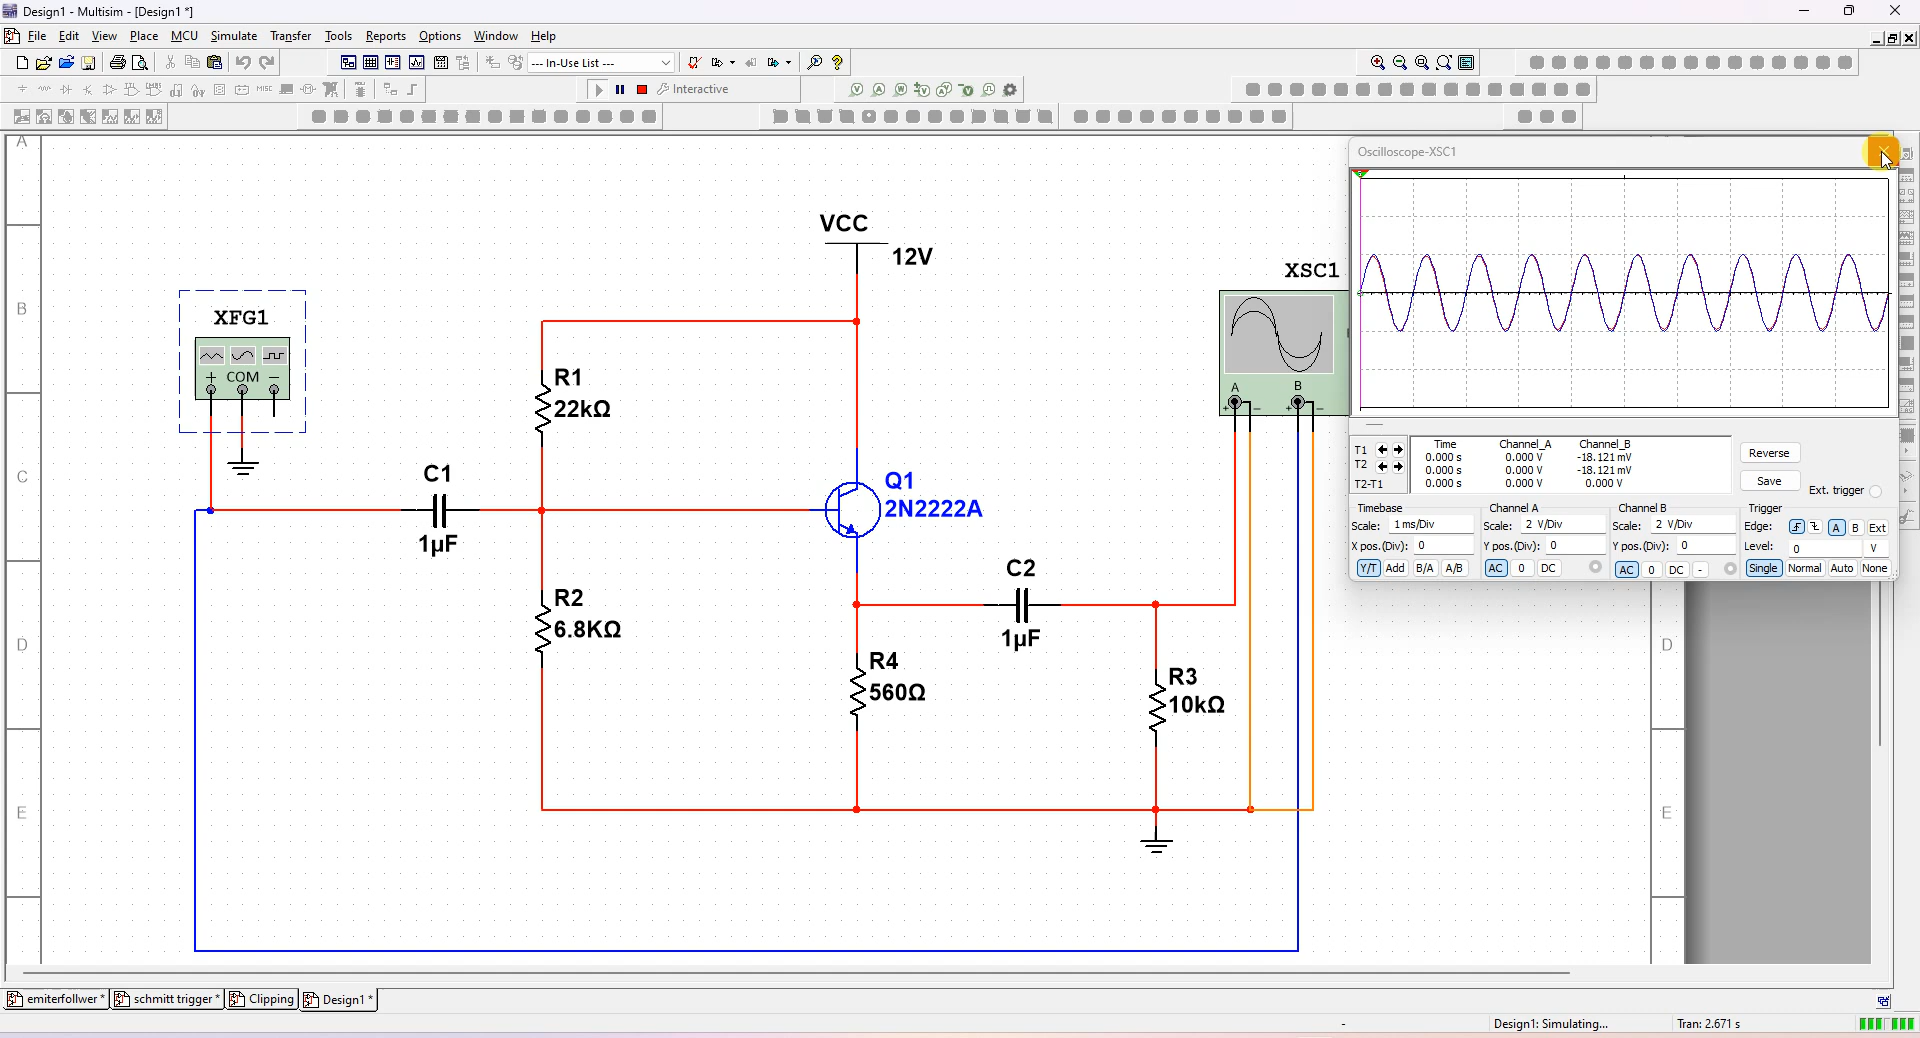 Design1 - Multisim - [Design1 *]
File Edit View Place MCU Simulate Transfer Tools Reports Options Window Help
--- In-Use List ---
Interactive
A
B
C
D
E
D
E
XFG1
+ COM −
VCC
12V
R1
22kΩ
C1
1µF
Q1
2N2222A
R2
6.8KΩ
C2
1µF
R4
560Ω
R3
10kΩ
XSC1
A B
+ − + −
Oscilloscope-XSC1
Time Channel_A Channel_B
T1 0.000 s 0.000 V -18.121 mV
T2 0.000 s 0.000 V -18.121 mV
T2-T1 0.000 s 0.000 V 0.000 V
Reverse
Save
Ext. trigger
Timebase
Scale: 1 ms/Div
X pos.(Div): 0
Y/T Add B/A A/B
Channel A
Scale: 2 V/Div
Y pos.(Div): 0
AC 0 DC
Channel B
Scale: 2 V/Div
Y pos.(Div): 0
AC 0 DC -
Trigger
Edge: A B Ext
Level: 0 V
Single Normal Auto None
emiterfollwer * schmitt trigger * Clipping Design1 *
- Design1: Simulating... Tran: 2.671 s